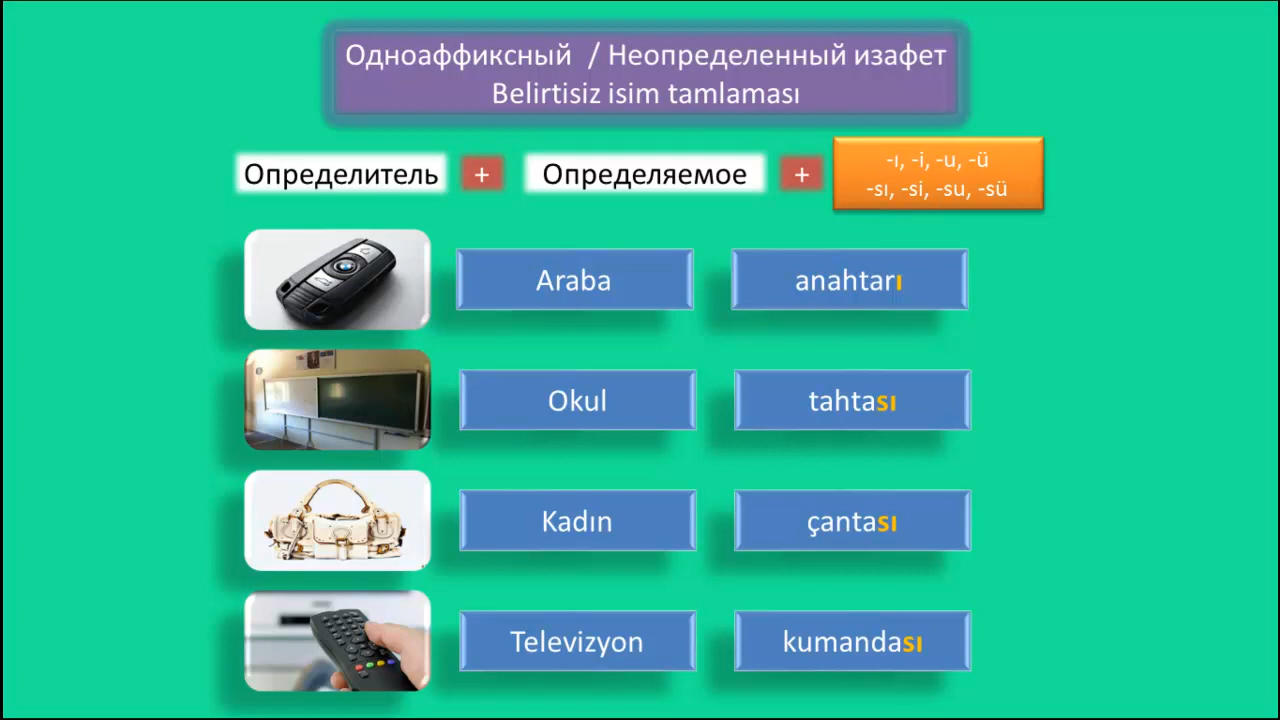 Одноаффиксный / Неопределенный изафет
Belirtisiz isim tamlaması
Определитель + Определяемое + -ı, -i, -u, -ü
-sı, -si, -su, -sü
Araba anahtarı
Okul tahtası
Kadın çantası
Televizyon kumandası